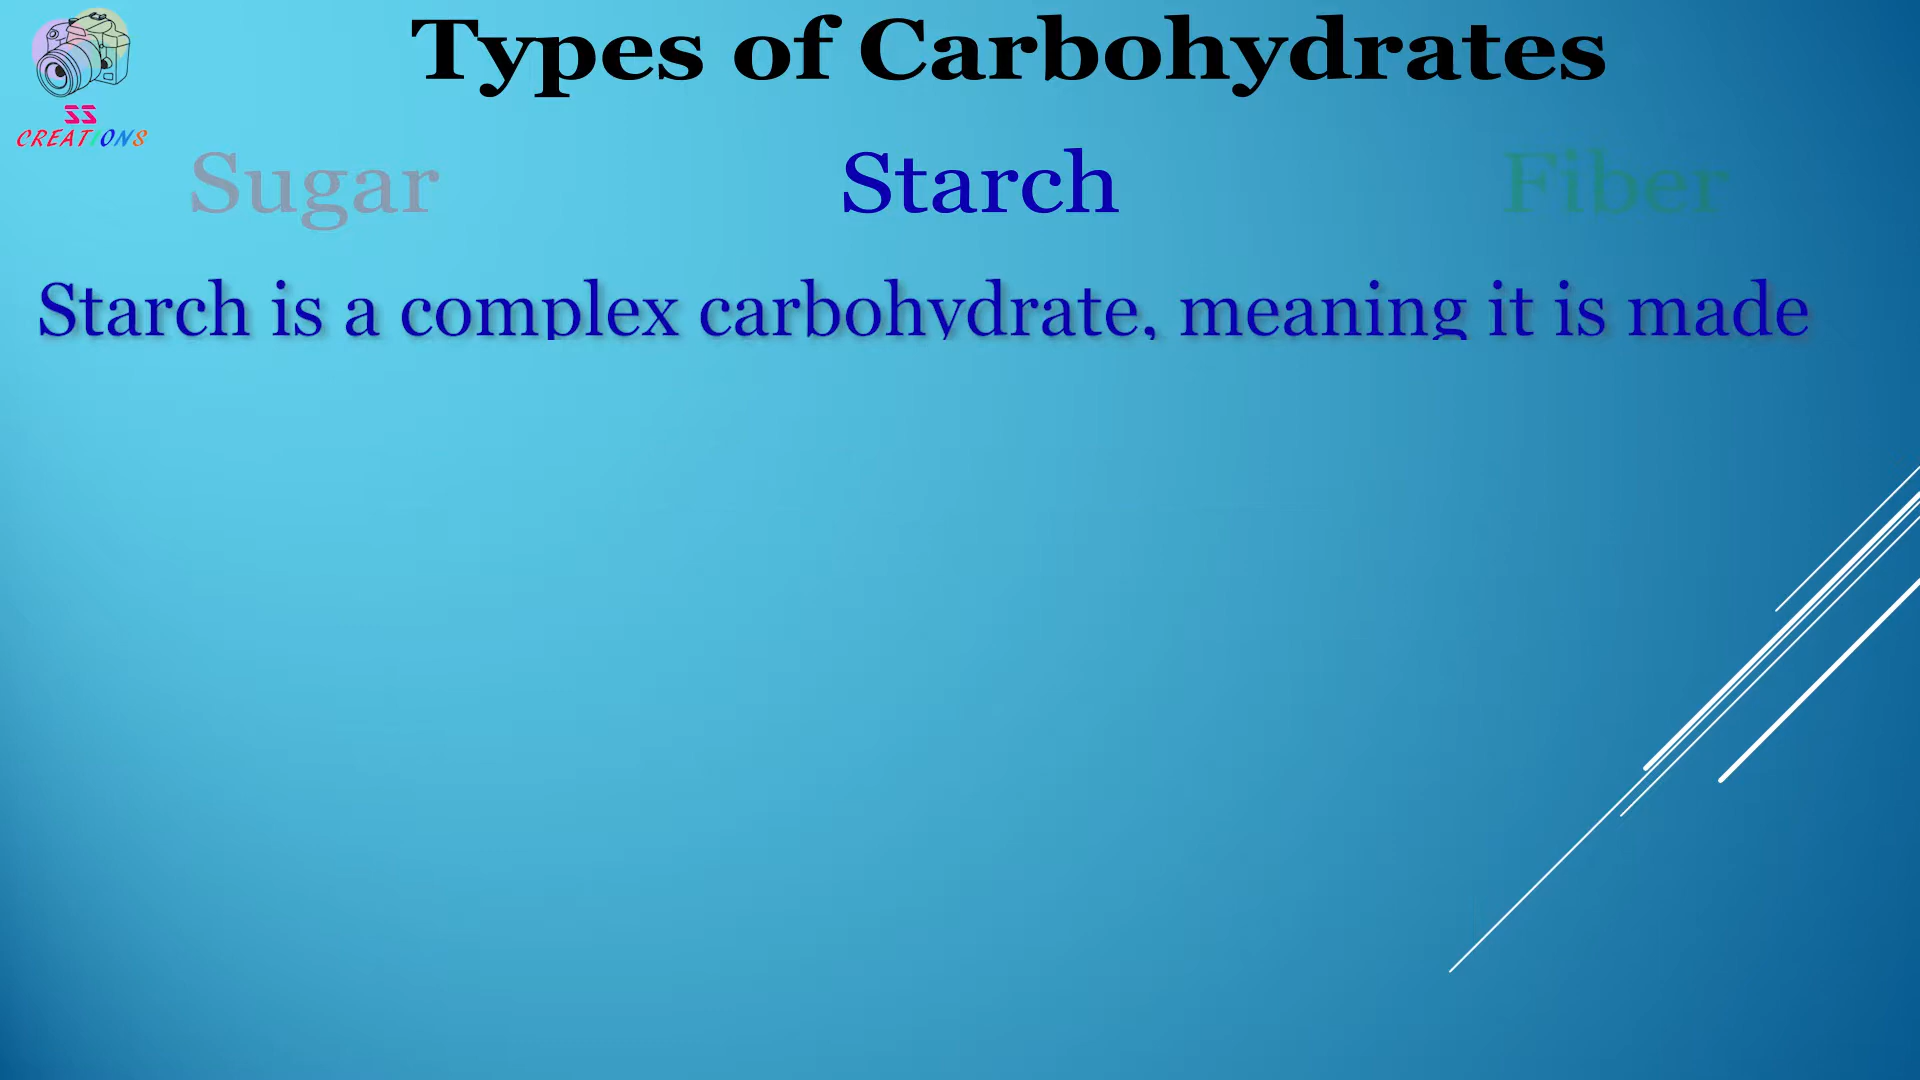 Types of Carbohydrates
SS
CREATIONS
Sugar Starch Fiber
Starch is a complex carbohydrate, meaning it is made